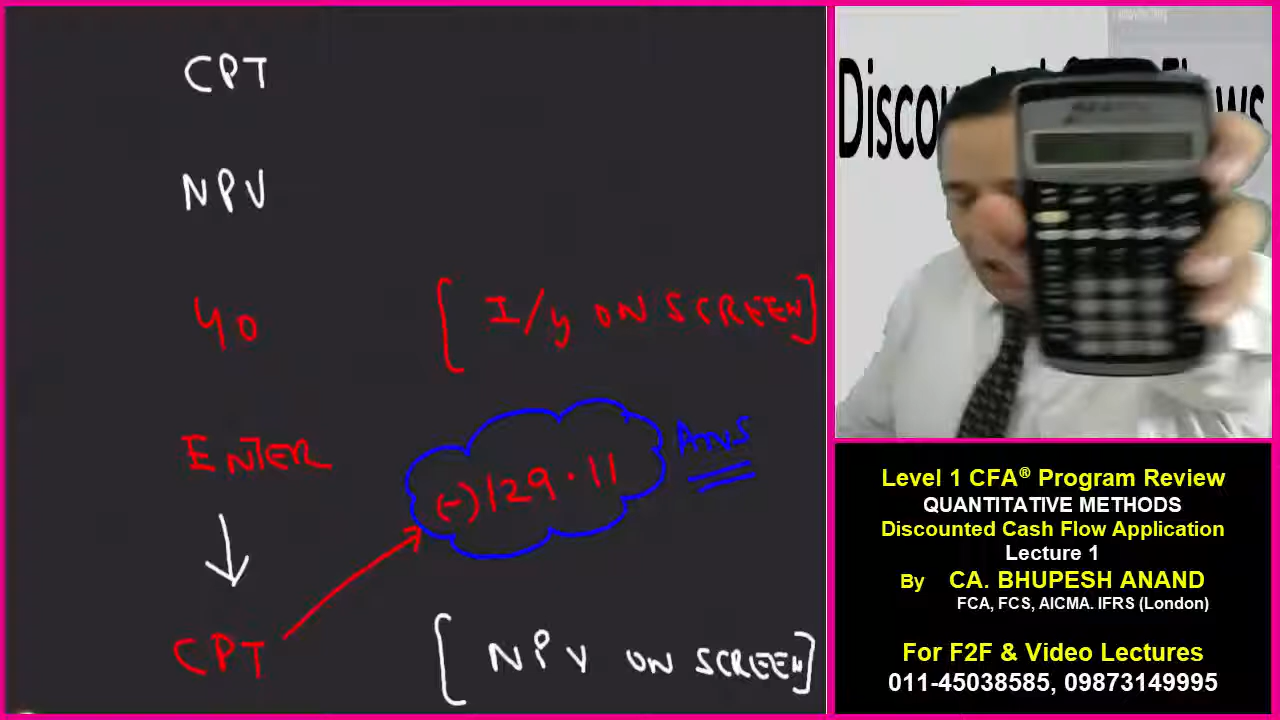 CPT
NPV
40 [ I/y ON SCREEN]
ENTER
(-)129.11 Ans
CPT [ NPV ON SCREEN]
Level 1 CFA® Program Review
QUANTITATIVE METHODS
Discounted Cash Flow Application
Lecture 1
By CA. BHUPESH ANAND
FCA, FCS, AICMA. IFRS (London)
For F2F & Video Lectures
011-45038585, 09873149995